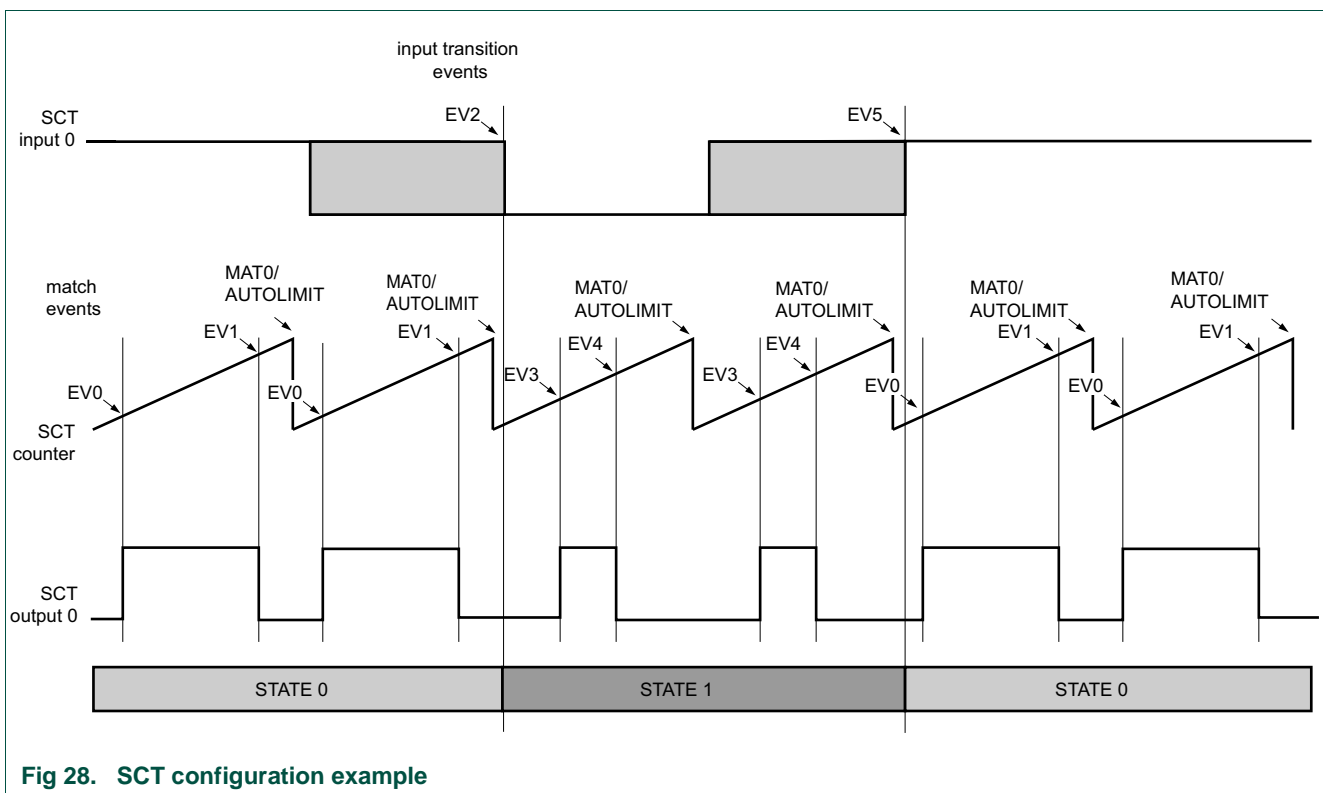 input transition
events
SCT
input 0
EV2
EV5
match
events
MAT0/
AUTOLIMIT
MAT0/
AUTOLIMIT
MAT0/
AUTOLIMIT
MAT0/
AUTOLIMIT
MAT0/
AUTOLIMIT
MAT0/
AUTOLIMIT
EV1
EV1
EV4
EV4
EV1
EV1
EV0
EV0
EV3
EV3
EV0
EV0
SCT
counter
SCT
output 0
STATE 0
STATE 1
STATE 0
Fig 28. SCT configuration example